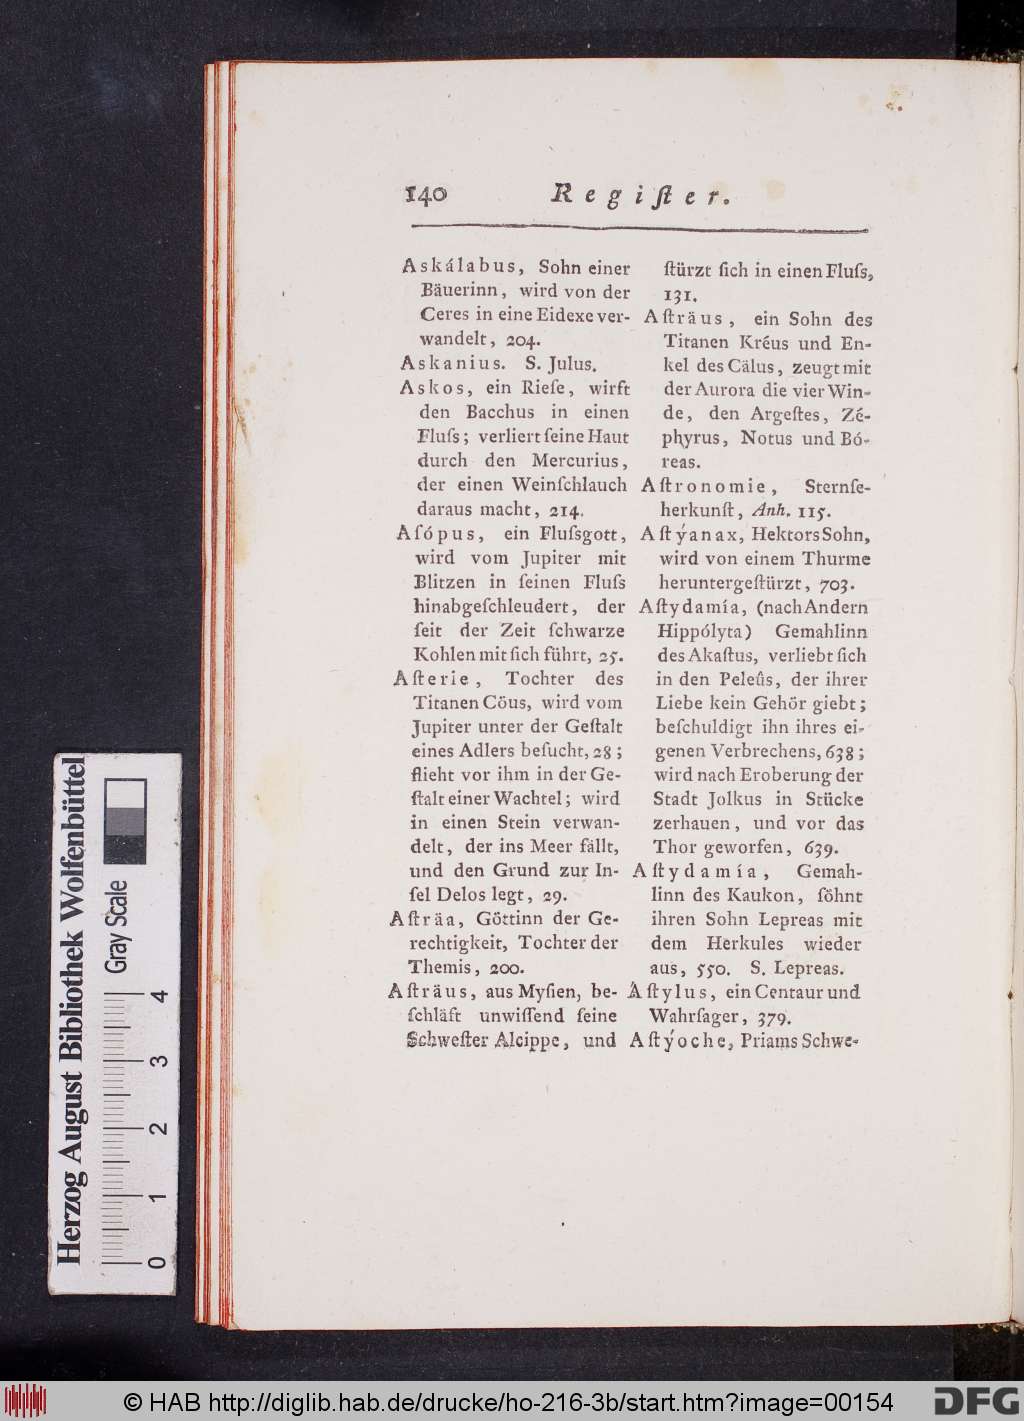 140 Regiſter.
Askálabus, Sohn einer
Bäuerinn, wird von der
Ceres in eine Eidexe ver-
wandelt, 204.
Askanius. S. Julus.
Askos, ein Rieſe, wirft
den Bacchus in einen
Fluſs; verliert ſeine Haut
durch den Mercurius,
der einen Weinſchlauch
daraus macht, 214.
Aſópus, ein Fluſsgott,
wird vom Jupiter mit
Blitzen in ſeinen Fluſs
hinabgeſchleudert, der
ſeit der Zeit ſchwarze
Kohlen mit ſich führt, 25.
Aſterie, Tochter des
Titanen Cöus, wird vom
Jupiter unter der Geſtalt
eines Adlers beſucht, 28;
flieht vor ihm in der Ge-
ſtalt einer Wachtel; wird
in einen Stein verwan-
delt, der ins Meer fällt,
und den Grund zur In-
ſel Delos legt, 29.
Aſträa, Göttinn der Ge-
rechtigkeit, Tochter der
Themis, 200.
Aſträus, aus Myſien, be-
ſchläft unwiſſend ſeine
Schweſter Alcippe, und
ſtürzt ſich in einen Fluſs,
131.
Aſträus, ein Sohn des
Titanen Kréus und En-
kel des Cälus, zeugt mit
der Aurora die vier Win-
de, den Argeſtes, Zé-
phyrus, Notus und Bó-
reas.
Aſtronomie, Sternſe-
herkunſt, Anh. 115.
Aſtýanax, Hektors Sohn,
wird von einem Thurme
heruntergeſtürzt, 703.
Aſtydamía, (nach Andern
Hippólyta) Gemahlinn
des Akaſtus, verliebt ſich
in den Peleûs, der ihrer
Liebe kein Gehör giebt;
beſchuldigt ihn ihres ei-
genen Verbrechens, 638;
wird nach Eroberung der
Stadt Jolkus in Stücke
zerhauen, und vor das
Thor geworfen, 639.
Aſtydamía, Gemah-
linn des Kaukon, ſöhnt
ihren Sohn Lepreas mit
dem Herkules wieder
aus, 550. S. Lepreas.
Aſtylus, ein Centaur und
Wahrſager, 379.
Aſtýoche, Priams Schwe-
Herzog August Bibliothek Wolfenbüttel
Gray Scale
0 1 2 3 4
© HAB http://diglib.hab.de/drucke/ho-216-3b/start.htm?image=00154
DFG